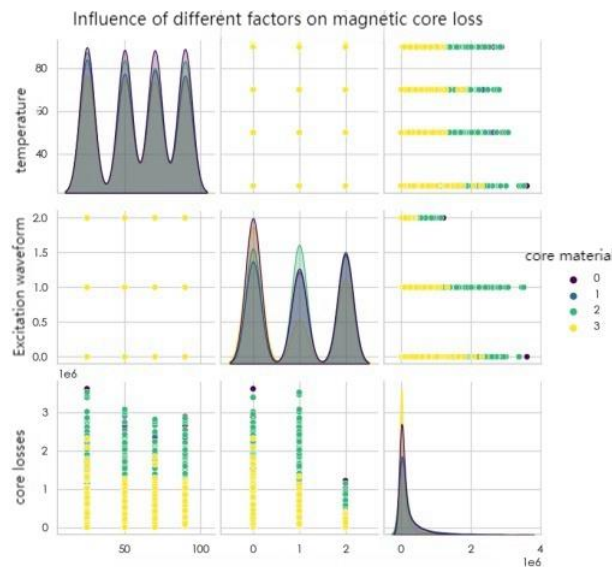 Influence of different factors on magnetic core loss
temperature
80
60
40
Excitation waveform
2.0
1.5
1.0
0.5
0.0
core material
0
1
2
3
1e6
core losses
3
2
1
0
50 100
0 1 2
0 2 4
1e6